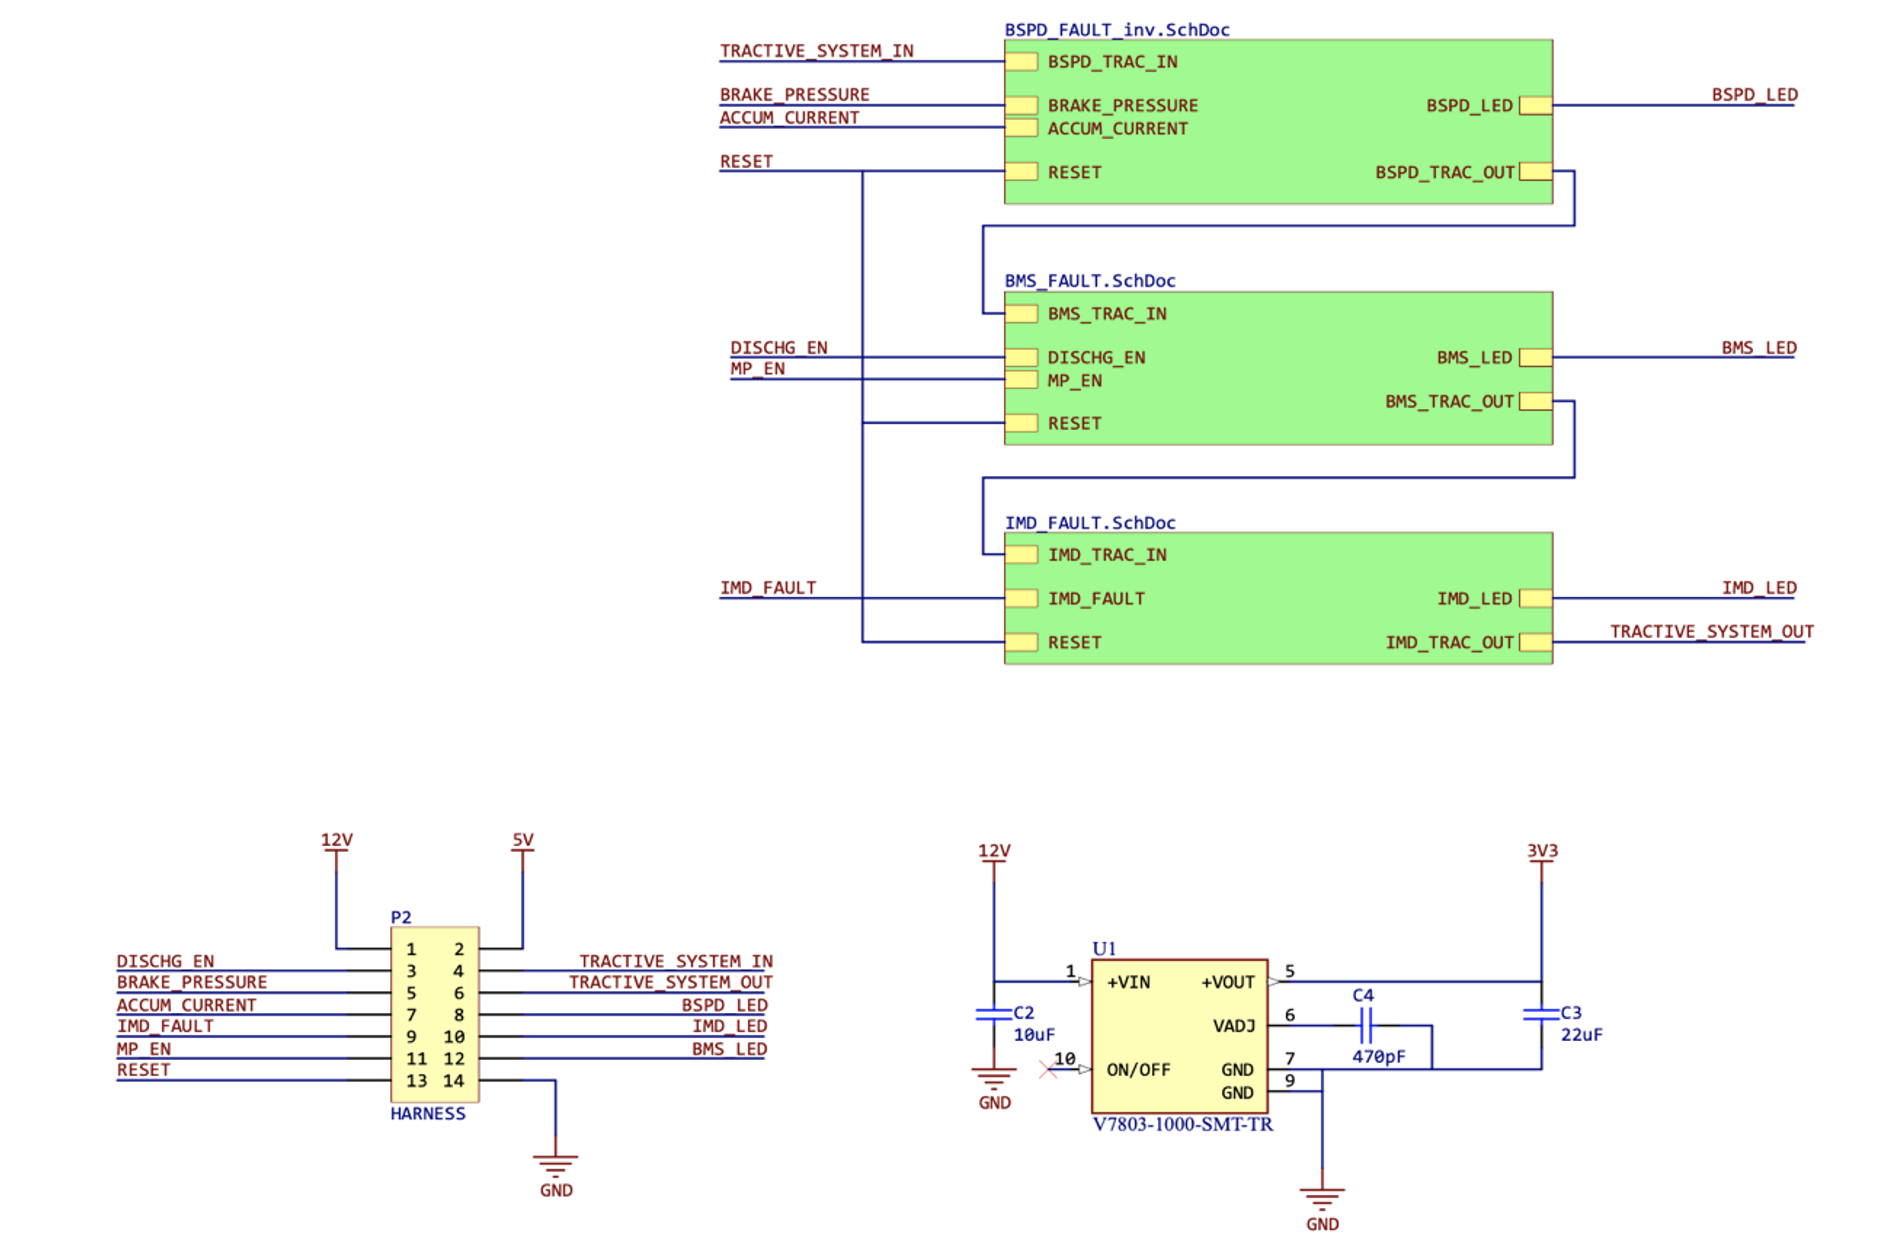 BSPD_FAULT_inv.SchDoc
TRACTIVE_SYSTEM_IN
BSPD_TRAC_IN
BRAKE_PRESSURE
BRAKE_PRESSURE
BSPD_LED
BSPD_LED
ACCUM_CURRENT
ACCUM_CURRENT
RESET
RESET
BSPD_TRAC_OUT
BMS_FAULT.SchDoc
BMS_TRAC_IN
DISCHG_EN
DISCHG_EN
BMS_LED
BMS_LED
MP_EN
MP_EN
BMS_TRAC_OUT
RESET
IMD_FAULT.SchDoc
IMD_TRAC_IN
IMD_FAULT
IMD_FAULT
IMD_LED
IMD_LED
RESET
IMD_TRAC_OUT
TRACTIVE_SYSTEM_OUT
12V
5V
P2
1 2
DISCHG_EN
3 4
TRACTIVE_SYSTEM_IN
BRAKE_PRESSURE
5 6
TRACTIVE_SYSTEM_OUT
ACCUM_CURRENT
7 8
BSPD_LED
IMD_FAULT
9 10
IMD_LED
MP_EN
11 12
BMS_LED
RESET
13 14
HARNESS
GND
12V
3V3
U1
1
+VIN
+VOUT
5
C2
10uF
VADJ
6
C4
470pF
C3
22uF
10
ON/OFF
GND
7
GND
9
V7803-1000-SMT-TR
GND
GND